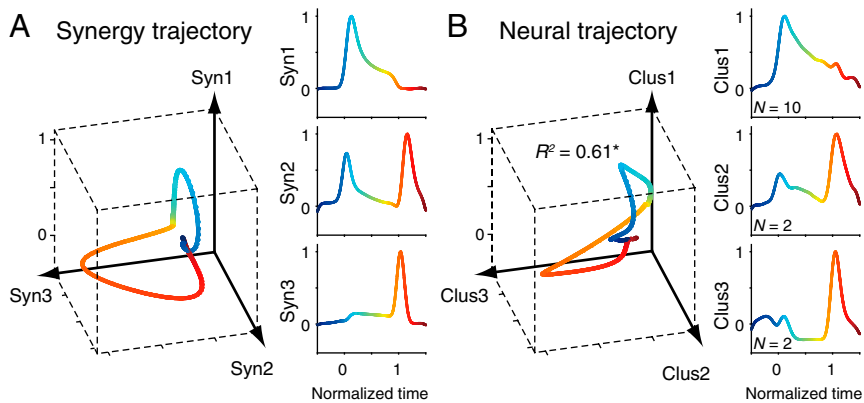 A Synergy trajectory
Syn1
1
0
Syn3
Syn2
Syn1
1
0
Syn2
1
0
Syn3
1
0
0 1
Normalized time
B Neural trajectory
Clus1
R² = 0.61*
1
0
Clus3
Clus2
Clus1
1
0
N = 10
Clus2
1
0
N = 2
Clus3
1
0
N = 2
0 1
Normalized time